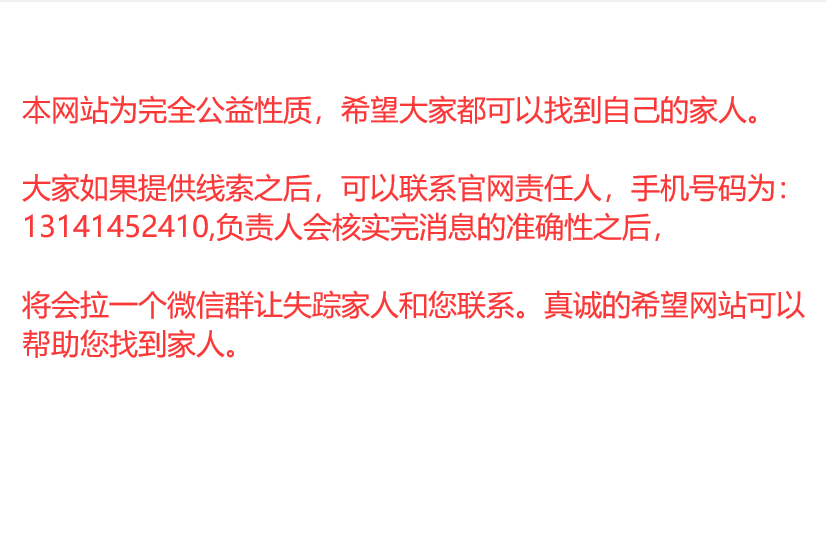 本网站为完全公益性质，希望大家都可以找到自己的家人。
大家如果提供线索之后，可以联系官网责任人，手机号码为：
13141452410,负责人会核实完消息的准确性之后，
将会拉一个微信群让失踪家人和您联系。真诚的希望网站可以
帮助您找到家人。